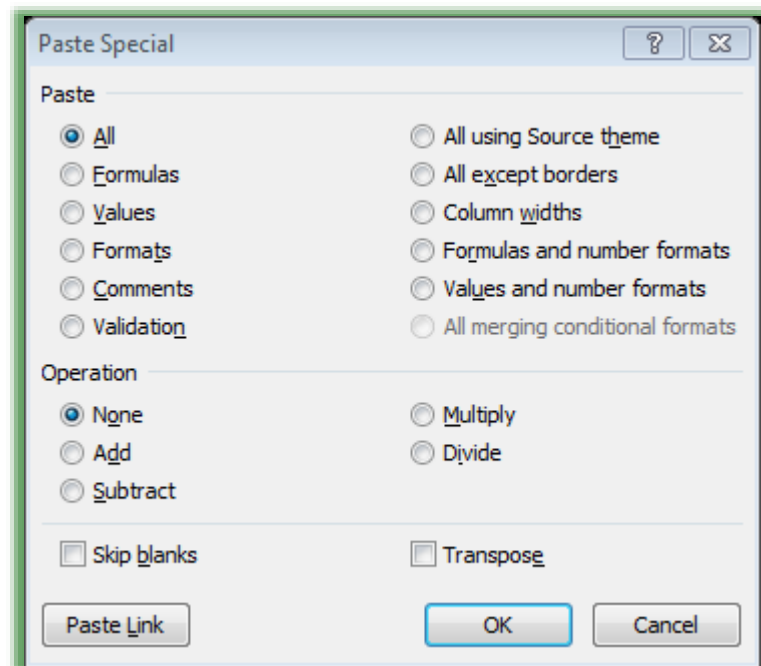 Paste Special
Paste
All
All using Source theme
Formulas
All except borders
Values
Column widths
Formats
Formulas and number formats
Comments
Values and number formats
Validation
All merging conditional formats
Operation
None
Multiply
Add
Divide
Subtract
Skip blanks
Transpose
Paste Link
OK
Cancel